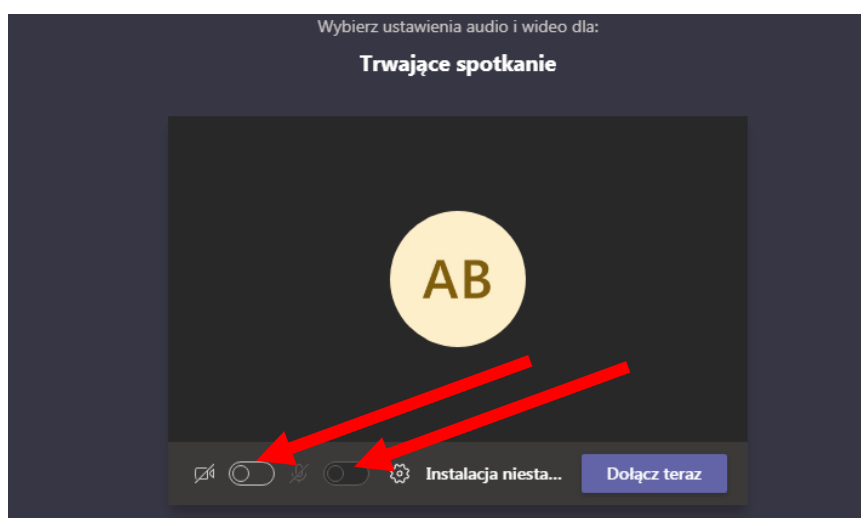 Wybierz ustawienia audio i wideo dla:
Trwające spotkanie
AB
Instalacja niesta... Dołącz teraz